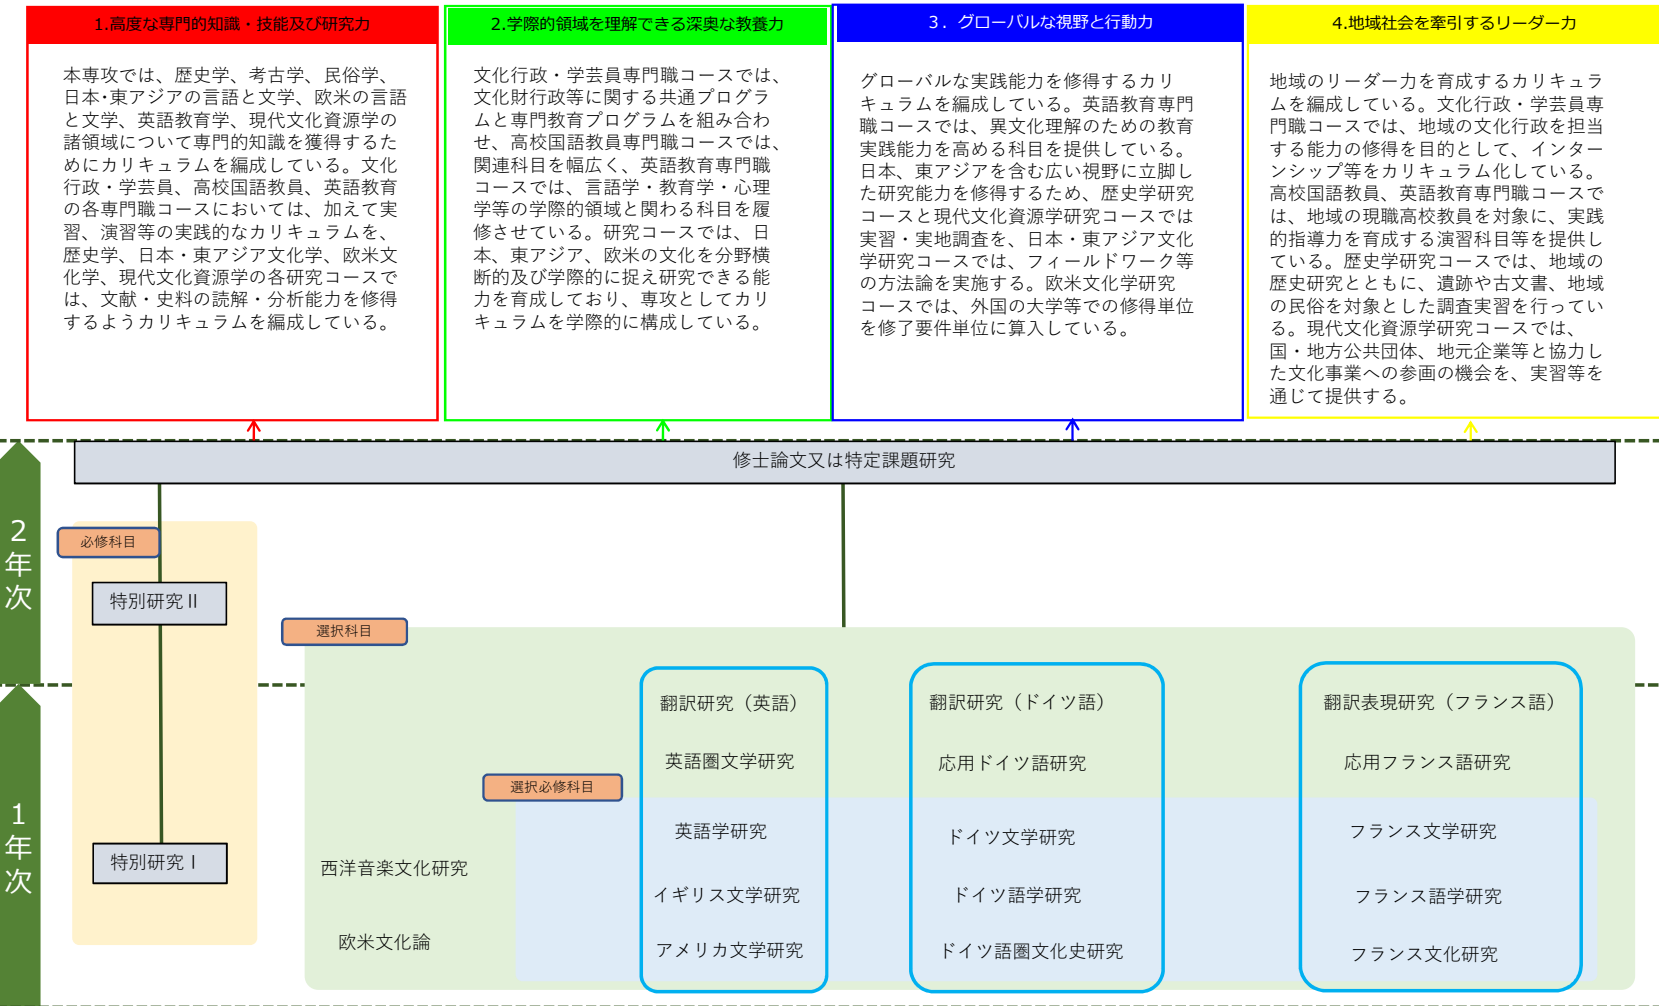 1.高度な専門的知識・技能及び研究力
本専攻では、歴史学、考古学、民俗学、
日本・東アジアの言語と文学、欧米の言語
と文学、英語教育学、現代文化資源学の
諸領域について専門的知識を獲得するた
めにカリキュラムを編成している。文化
行政・学芸員、高校国語教員、英語教育
の各専門職コースにおいては、加えて実
習、演習等の実践的なカリキュラムを、
歴史学、日本・東アジア文化学、欧米文
化学、現代文化資源学の各研究コースで
は、文献・史料の読解・分析能力を修得
するようカリキュラムを編成している。
2.学際的領域を理解できる深奥な教養力
文化行政・学芸員専門職コースでは、
文化財行政等に関する共通プログラ
ムと専門教育プログラムを組み合わ
せ、高校国語教員専門職コースでは、
関連科目を幅広く、英語教育専門職
コースでは、言語学・教育学・心理
学等の学際的領域と関わる科目を履
修させている。研究コースでは、日
本、東アジア、欧米の文化を分野横
断的及び学際的に捉え研究できる能
力を育成しており、専攻としてカリ
キュラムを学際的に構成している。
3．グローバルな視野と行動力
グローバルな実践能力を修得するカリ
キュラムを編成している。英語教育専門
職コースでは、異文化理解のための教育
実践能力を高める科目を提供している。
日本、東アジアを含む広い視野に立脚し
た研究能力を修得するため、歴史学研究
コースと現代文化資源学研究コースでは
実習・実地調査を、日本・東アジア文化
学研究コースでは、フィールドワーク等
の方法論を実施する。欧米文化学研究
コースでは、外国の大学等での修得単位
を修了要件単位に算入している。
4.地域社会を牽引するリーダー力
地域のリーダー力を育成するカリキュラ
ムを編成している。文化行政・学芸員専
門職コースでは、地域の文化行政を担当
する能力の修得を目的として、インター
ンシップ等をカリキュラム化している。
高校国語教員、英語教育専門職コースで
は、地域の現職高校教員を対象に、実践
的指導力を育成する演習科目等を提供し
ている。歴史学研究コースでは、地域の
歴史研究とともに、遺跡や古文書、地域
の民俗を対象とした調査実習を行ってい
る。現代文化資源学研究コースでは、
国・地方公共団体、地元企業等と協力し
た文化事業への参画の機会を、実習等を
通じて提供する。
修士論文又は特定課題研究
2年次
必修科目
特別研究Ⅱ
選択科目
翻訳研究（英語）
翻訳研究（ドイツ語）
翻訳表現研究（フランス語）
英語圏文学研究
応用ドイツ語研究
応用フランス語研究
選択必修科目
1年次
英語学研究
ドイツ文学研究
フランス文学研究
特別研究Ⅰ
西洋音楽文化研究
イギリス文学研究
ドイツ語学研究
フランス語学研究
欧米文化論
アメリカ文学研究
ドイツ語圏文化史研究
フランス文化研究